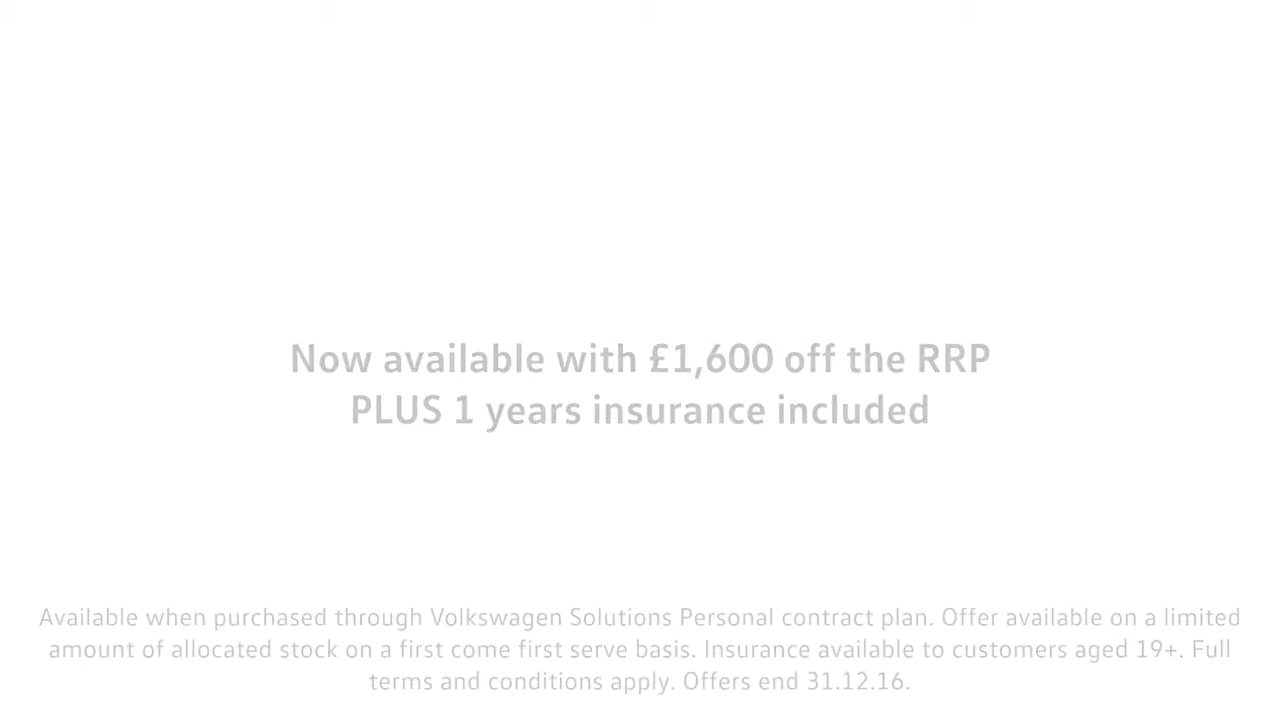 Now available with £1,600 off the RRP
PLUS 1 years insurance included
Available when purchased through Volkswagen Solutions Personal contract plan. Offer available on a limited
amount of allocated stock on a first come first serve basis. Insurance available to customers aged 19+. Full
terms and conditions apply. Offers end 31.12.16.